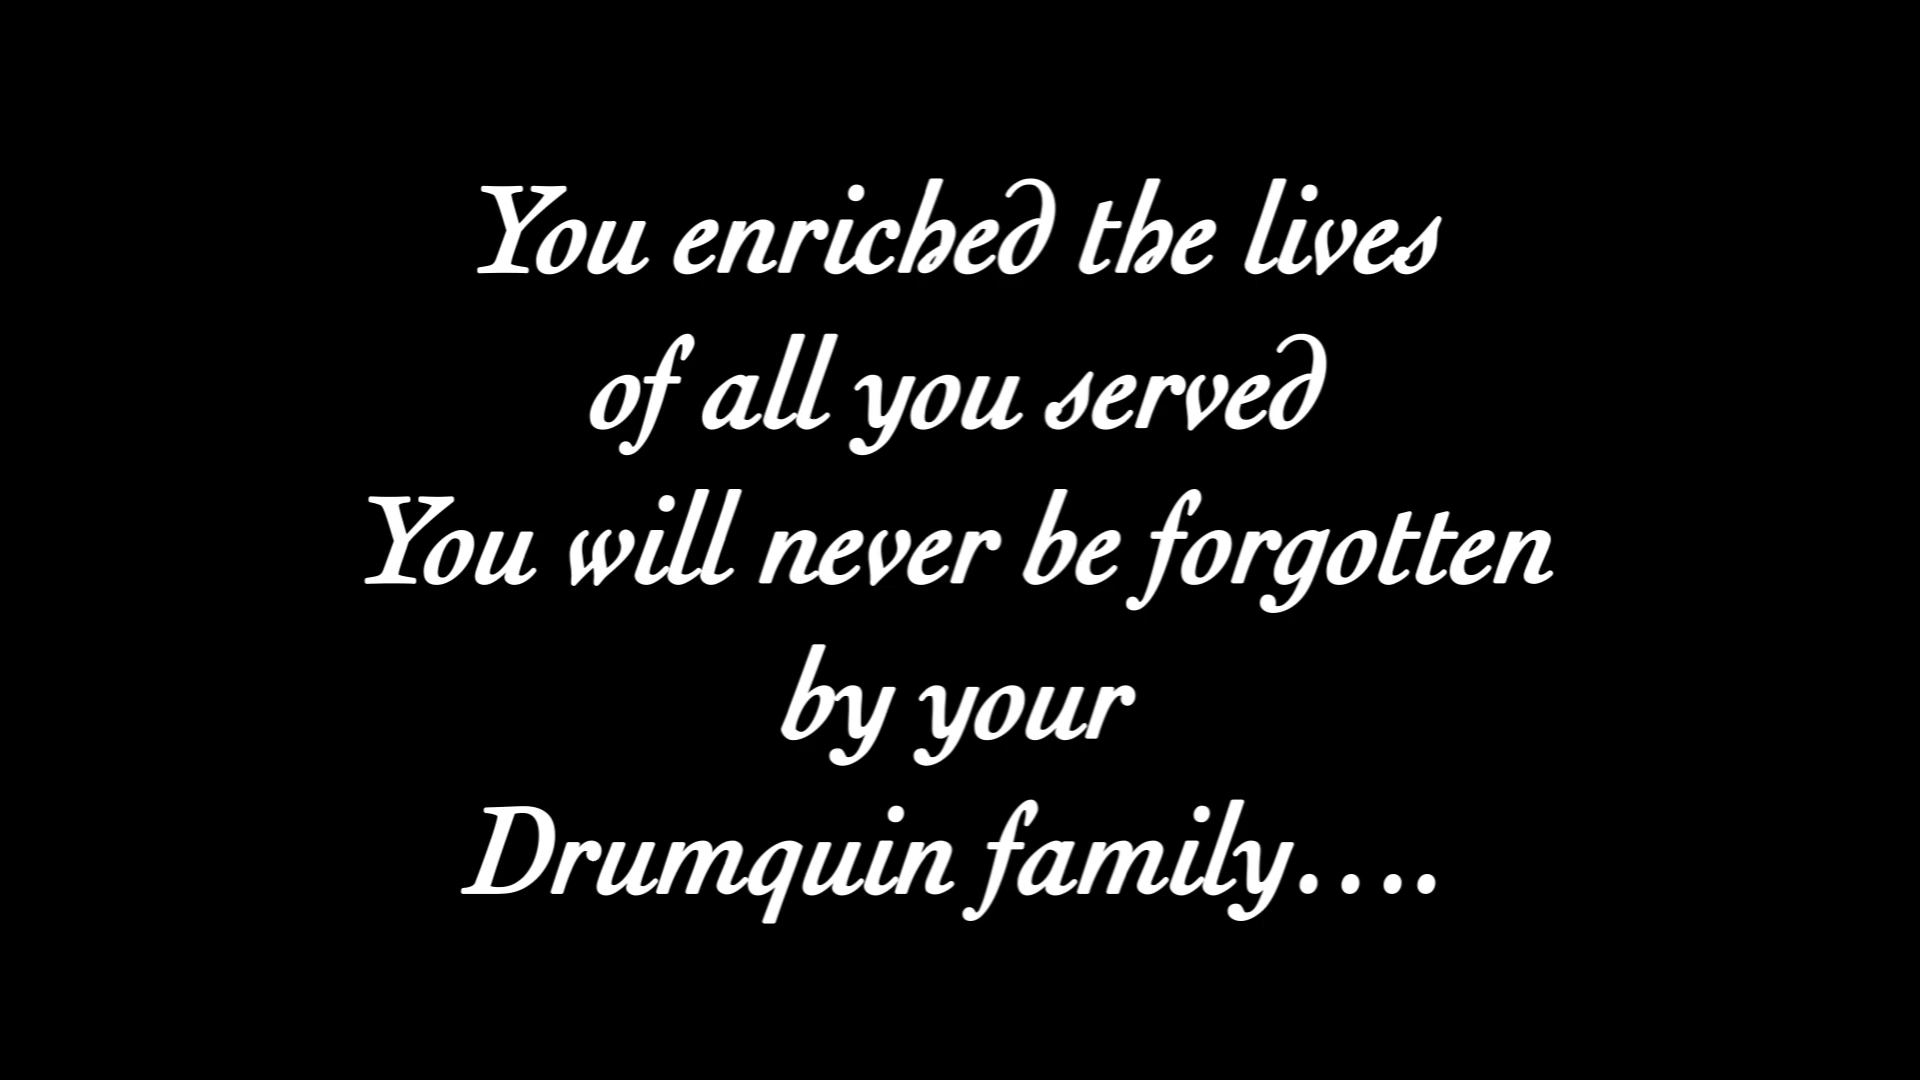 You enriched the lives
of all you served
You will never be forgotten
by your
Drumquin family....